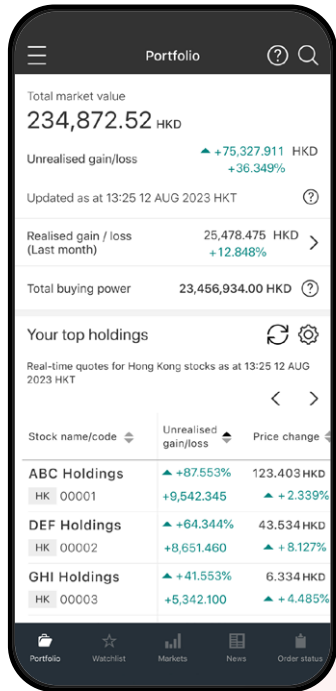 Portfolio
Total market value
234,872.52 HKD
Unrealised gain/loss
+75,327.911 HKD
+36.349%
Updated as at 13:25 12 AUG 2023 HKT
Realised gain / loss
(Last month)
25,478.475 HKD
+12.848%
Total buying power
23,456,934.00 HKD
Your top holdings
Real-time quotes for Hong Kong stocks as at 13:25 12 AUG
2023 HKT
Stock name/code
Unrealised
gain/loss
Price change
ABC Holdings +87.553% 123.403 HKD
HK 00001 +9,542.345 +2.339%
DEF Holdings +64.344% 43.534 HKD
HK 00002 +8,651.460 +8.127%
GHI Holdings +41.553% 6.334 HKD
HK 00003 +5,342.100 +4.485%
Portfolio Watchlist Markets News Order status